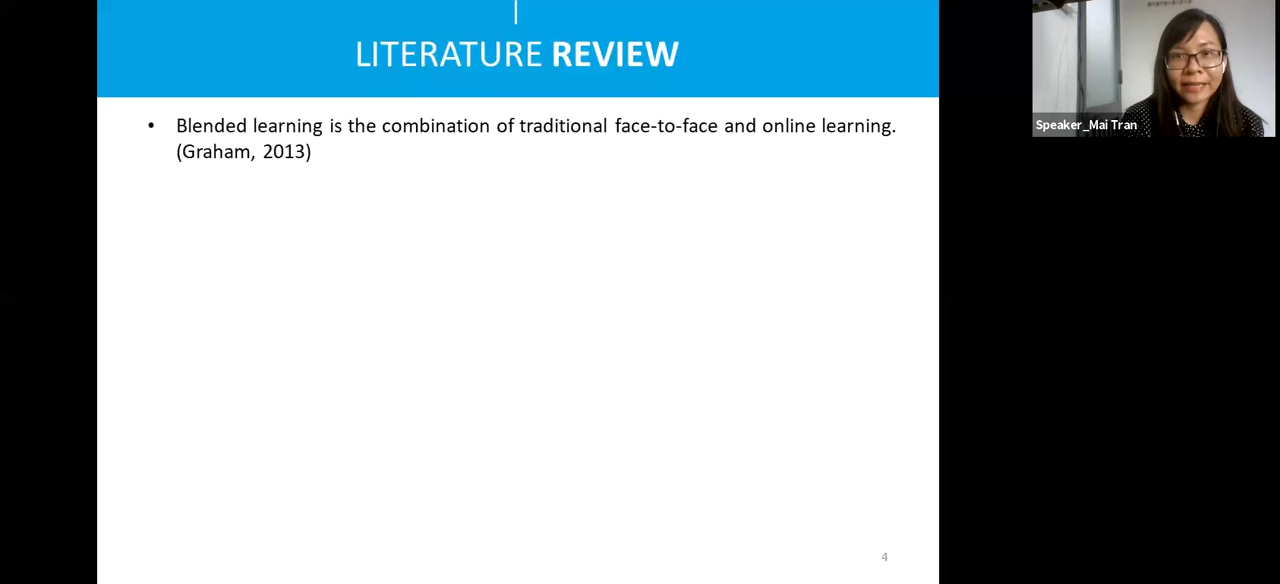 LITERATURE REVIEW
• Blended learning is the combination of traditional face-to-face and online learning.
(Graham, 2013)
Speaker_Mai Tran
4